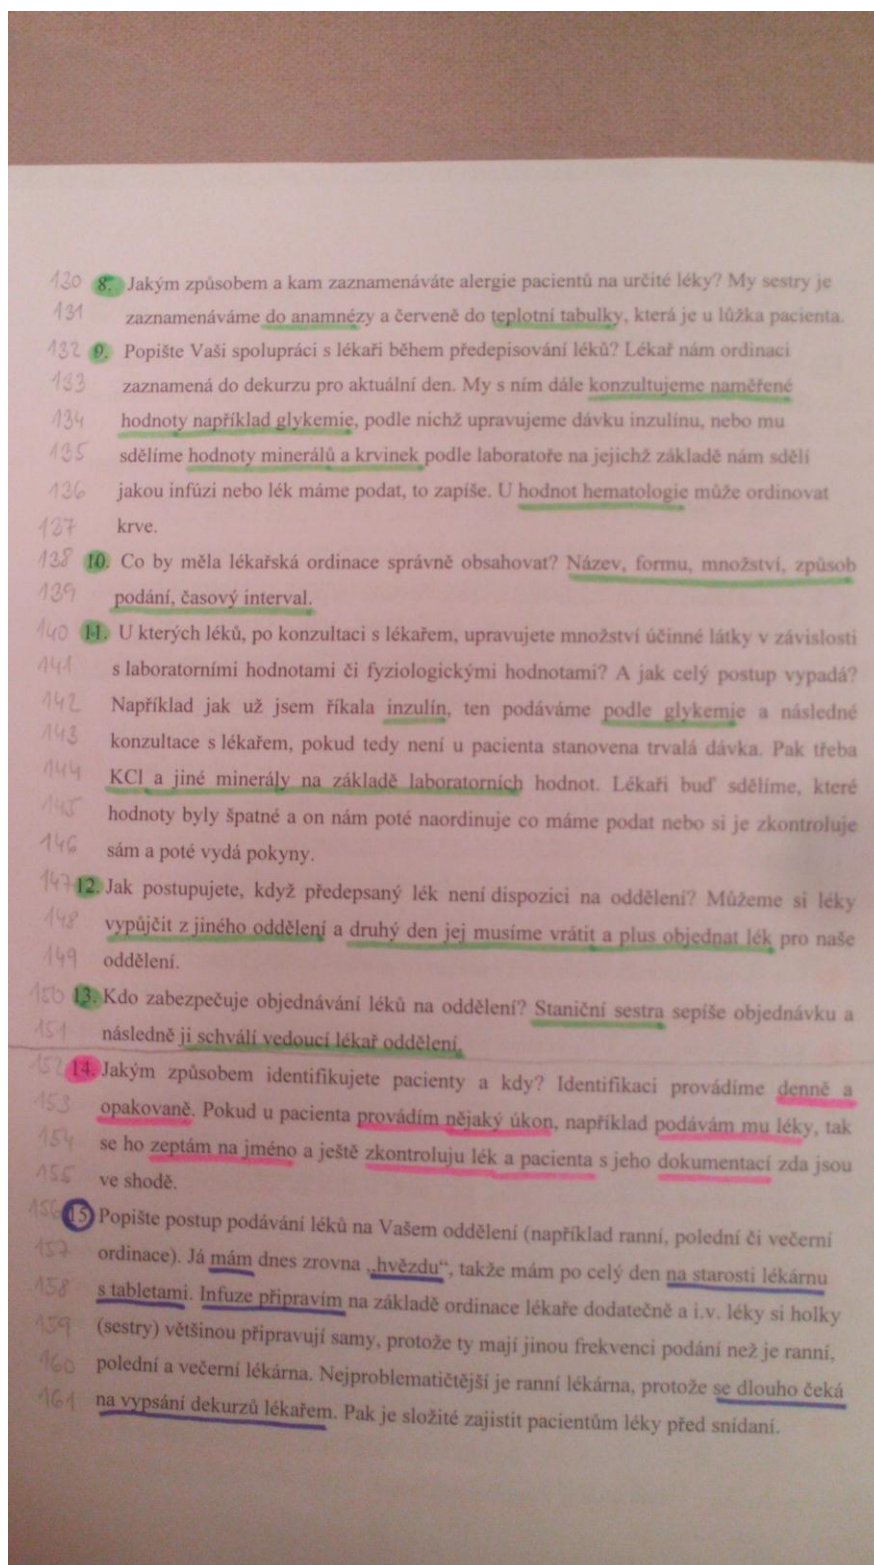 130 8. Jakým způsobem a kam zaznamenáváte alergie pacientů na určité léky? My sestry je
131 zaznamenáváme do anamnézy a červeně do teplotní tabulky, která je u lůžka pacienta.
132 9. Popište Vaši spolupráci s lékaři během předepisování léků? Lékař nám ordinaci
133 zaznamená do dekurzu pro aktuální den. My s ním dále konzultujeme naměřené
134 hodnoty například glykemie, podle nichž upravujeme dávku inzulínu, nebo mu
135 sdělíme hodnoty minerálů a krvinek podle laboratoře na jejichž základě nám sdělí
136 jakou infúzi nebo lék máme podat, to zapíše. U hodnot hematologie může ordinovat
137 krve.
138 10. Co by měla lékařská ordinace správně obsahovat? Název, formu, množství, způsob
139 podání, časový interval.
140 11. U kterých léků, po konzultaci s lékařem, upravujete množství účinné látky v závislosti
141 s laboratorními hodnotami či fyziologickými hodnotami? A jak celý postup vypadá?
142 Například jak už jsem říkala inzulín, ten podáváme podle glykemie a následné
143 konzultace s lékařem, pokud tedy není u pacienta stanovena trvalá dávka. Pak třeba
144 KCl a jiné minerály na základě laboratorních hodnot. Lékaři buď sdělíme, které
145 hodnoty byly špatné a on nám poté naordinuje co máme podat nebo si je zkontroluje
146 sám a poté vydá pokyny.
147 12. Jak postupujete, když předepsaný lék není dispozici na oddělení? Můžeme si léky
148 vypůjčit z jiného oddělení a druhý den jej musíme vrátit a plus objednat lék pro naše
149 oddělení.
150 13. Kdo zabezpečuje objednávání léků na oddělení? Staniční sestra sepíše objednávku a
151 následně ji schválí vedoucí lékař oddělení.
152 14. Jakým způsobem identifikujete pacienty a kdy? Identifikaci provádíme denně a
153 opakovaně. Pokud u pacienta provádím nějaký úkon, například podávám mu léky, tak
154 se ho zeptám na jméno a ještě zkontroluju lék a pacienta s jeho dokumentací zda jsou
155 ve shodě.
156 15 Popište postup podávání léků na Vašem oddělení (například ranní, polední či večerní
157 ordinace). Já mám dnes zrovna „hvězdu“, takže mám po celý den na starosti lékárnu
158 s tabletami. Infuze připravím na základě ordinace lékaře dodatečně a i.v. léky si holky
159 (sestry) většinou připravují samy, protože ty mají jinou frekvenci podání než je ranní,
160 polední a večerní lékárna. Nejproblematičtější je ranní lékárna, protože se dlouho čeká
161 na vypsání dekurzů lékařem. Pak je složité zajistit pacientům léky před snídaní.